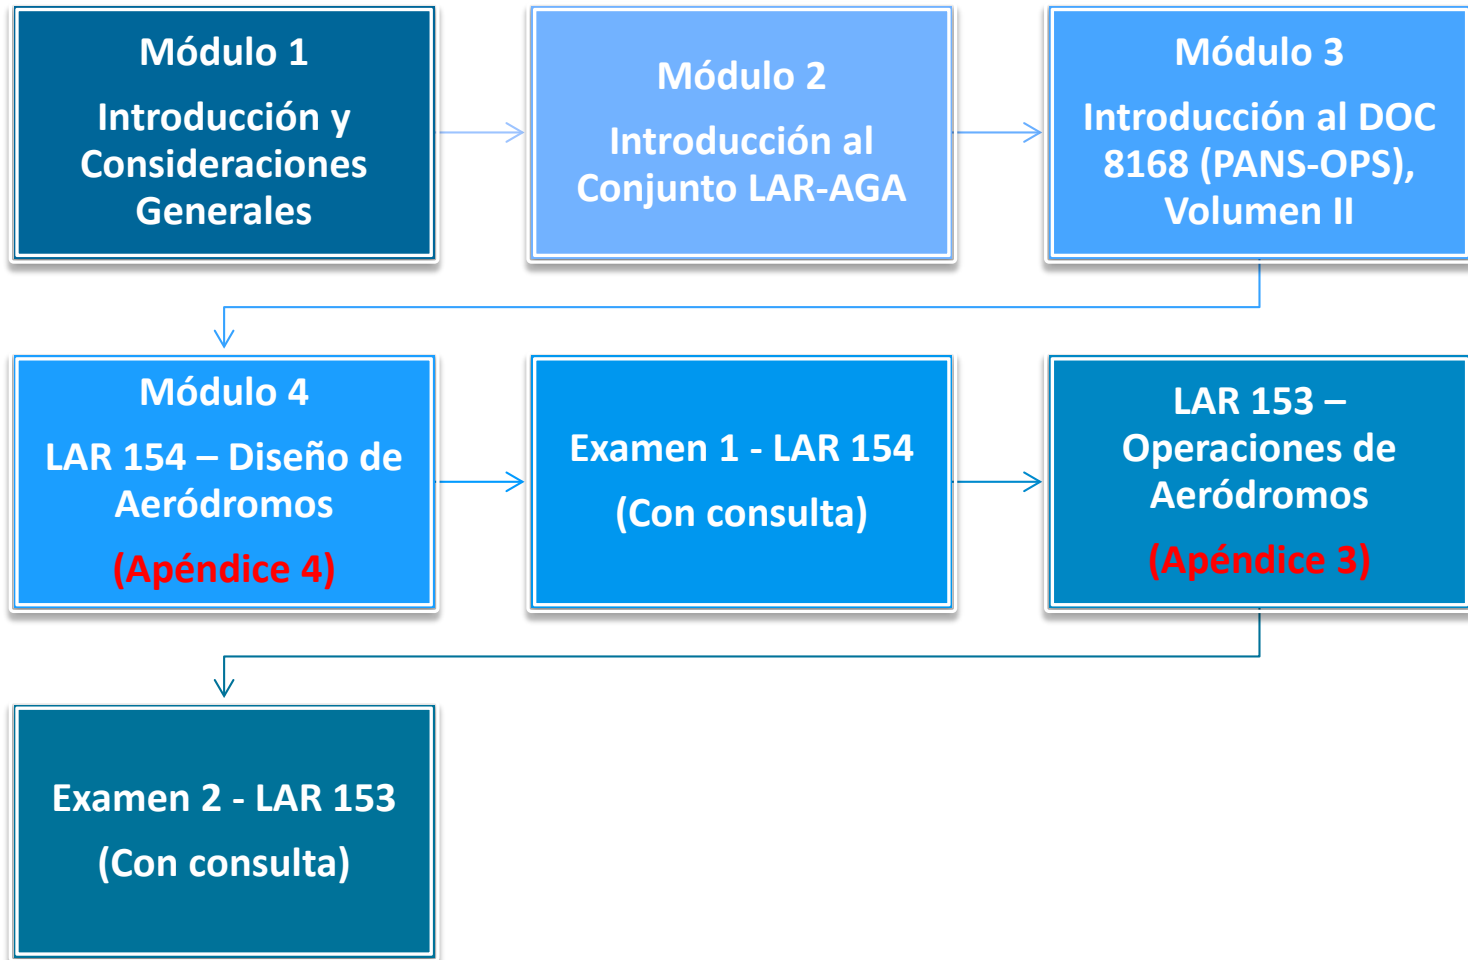 Módulo 1
Introducción y
Consideraciones
Generales
Módulo 2
Introducción al
Conjunto LAR-AGA
Módulo 3
Introducción al DOC
8168 (PANS-OPS),
Volumen II
Módulo 4
LAR 154 – Diseño de
Aeródromos
(Apéndice 4)
Examen 1 - LAR 154
(Con consulta)
LAR 153 –
Operaciones de
Aeródromos
(Apéndice 3)
Examen 2 - LAR 153
(Con consulta)